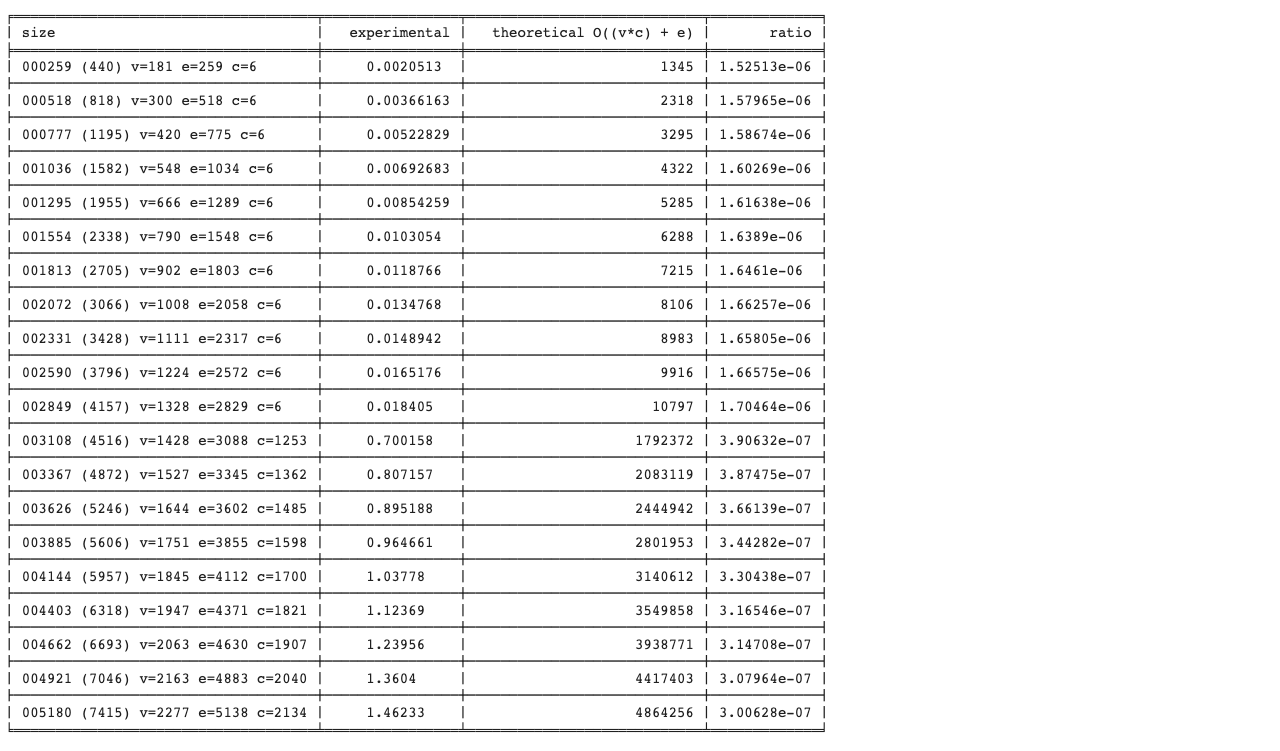 size experimental theoretical O((v*c) + e) ratio
000259 (440) v=181 e=259 c=6 0.0020513 1345 1.52513e-06
000518 (818) v=300 e=518 c=6 0.00366163 2318 1.57965e-06
000777 (1195) v=420 e=775 c=6 0.00522829 3295 1.58674e-06
001036 (1582) v=548 e=1034 c=6 0.00692683 4322 1.60269e-06
001295 (1955) v=666 e=1289 c=6 0.00854259 5285 1.61638e-06
001554 (2338) v=790 e=1548 c=6 0.0103054 6288 1.6389e-06
001813 (2705) v=902 e=1803 c=6 0.0118766 7215 1.6461e-06
002072 (3066) v=1008 e=2058 c=6 0.0134768 8106 1.66257e-06
002331 (3428) v=1111 e=2317 c=6 0.0148942 8983 1.65805e-06
002590 (3796) v=1224 e=2572 c=6 0.0165176 9916 1.66575e-06
002849 (4157) v=1328 e=2829 c=6 0.018405 10797 1.70464e-06
003108 (4516) v=1428 e=3088 c=1253 0.700158 1792372 3.90632e-07
003367 (4872) v=1527 e=3345 c=1362 0.807157 2083119 3.87475e-07
003626 (5246) v=1644 e=3602 c=1485 0.895188 2444942 3.66139e-07
003885 (5606) v=1751 e=3855 c=1598 0.964661 2801953 3.44282e-07
004144 (5957) v=1845 e=4112 c=1700 1.03778 3140612 3.30438e-07
004403 (6318) v=1947 e=4371 c=1821 1.12369 3549858 3.16546e-07
004662 (6693) v=2063 e=4630 c=1907 1.23956 3938771 3.14708e-07
004921 (7046) v=2163 e=4883 c=2040 1.3604 4417403 3.07964e-07
005180 (7415) v=2277 e=5138 c=2134 1.46233 4864256 3.00628e-07